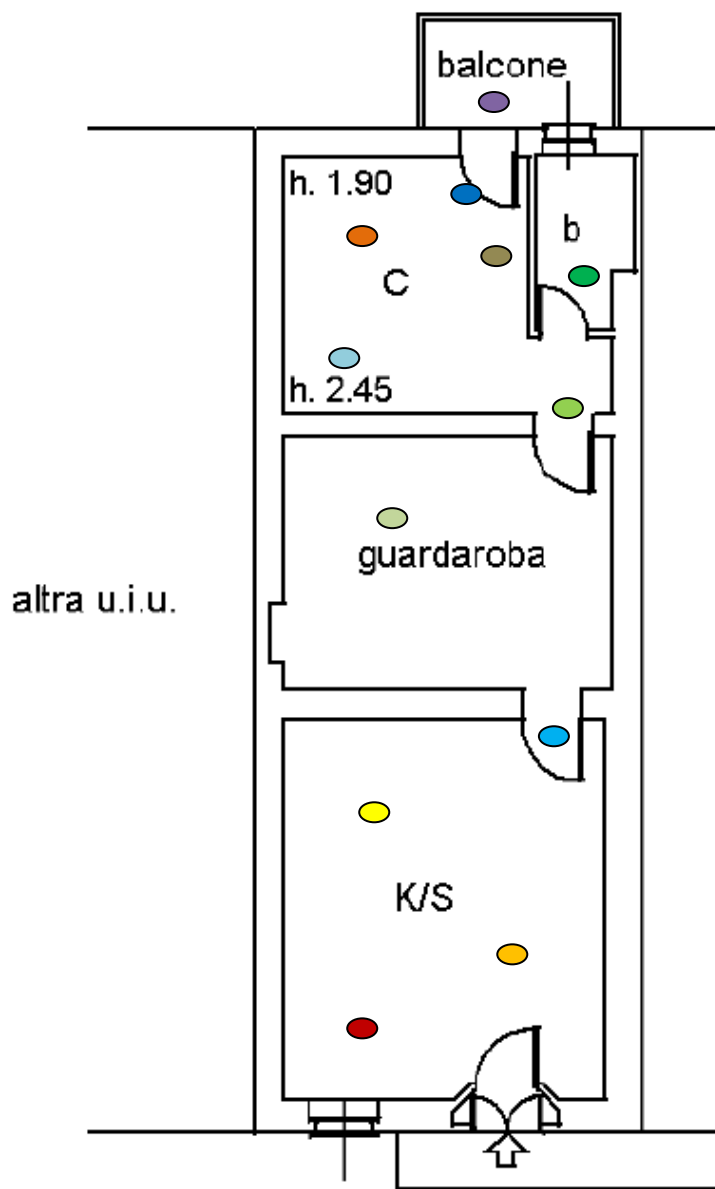 balcone
h. 1.90
b
C
h. 2.45
guardaroba
altra u.i.u.
K/S